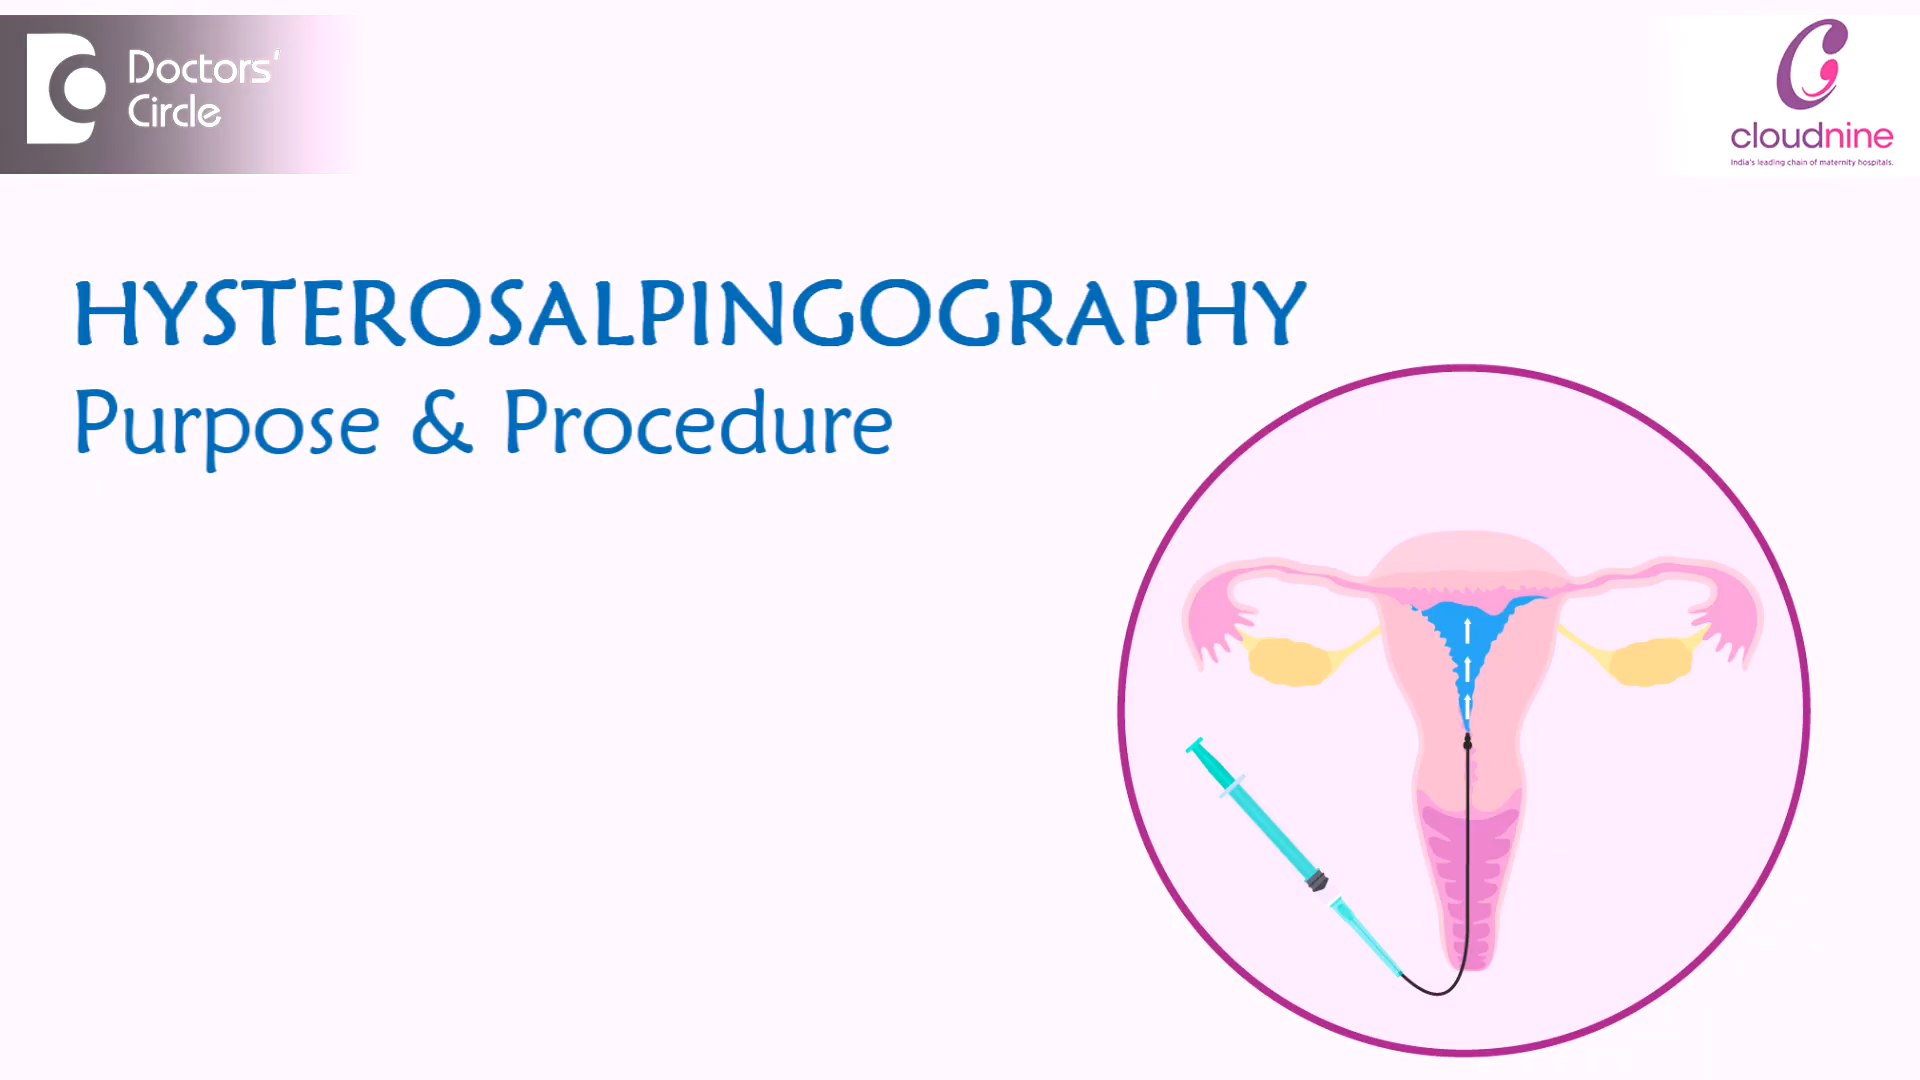 Doctors'
Circle
cloudnine
India's leading chain of maternity hospitals.
HYSTEROSALPINGOGRAPHY
Purpose & Procedure